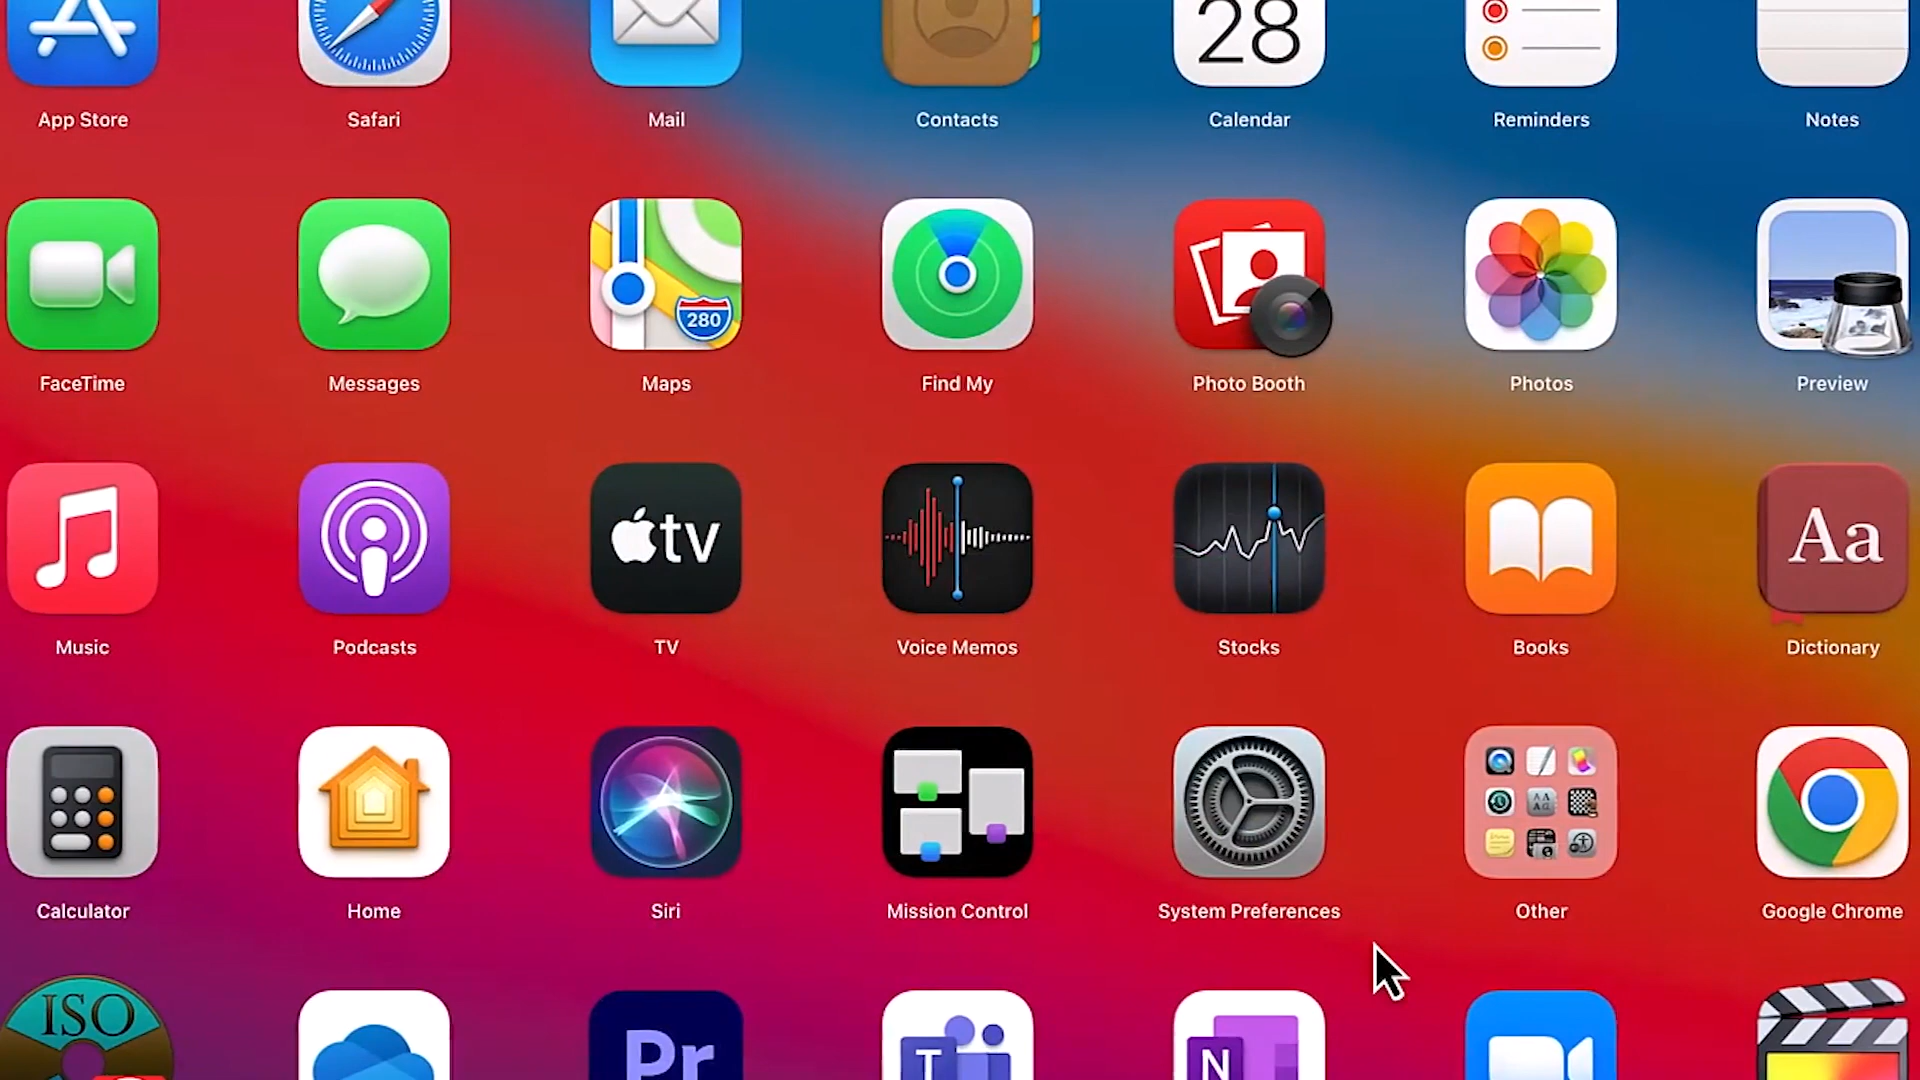 28
App Store
Safari
Mail
Contacts
Calendar
Reminders
Notes
280
FaceTime
Messages
Maps
Find My
Photo Booth
Photos
Preview
tv
Aa
Music
Podcasts
TV
Voice Memos
Stocks
Books
Dictionary
Calculator
Home
Siri
Mission Control
System Preferences
Other
Google Chrome
ISO
Pr
T
N